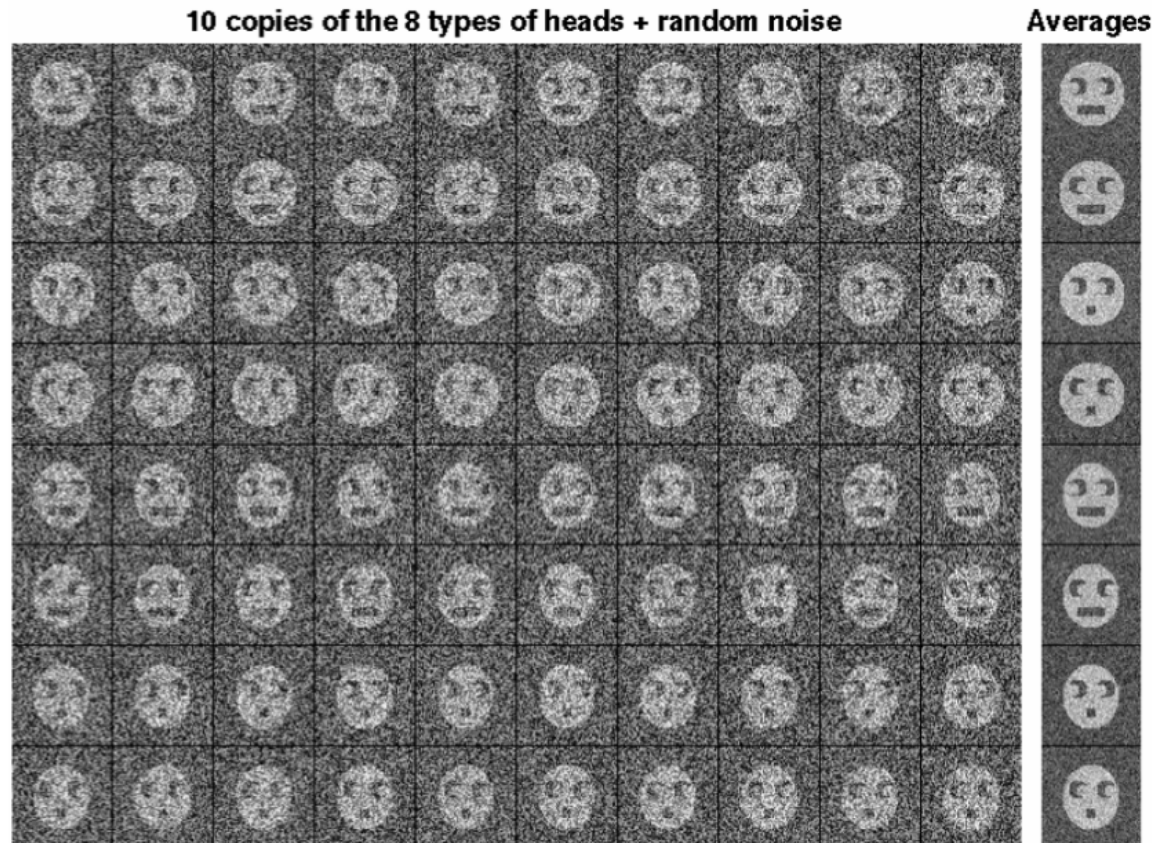 10 copies of the 8 types of heads + random noise
Averages